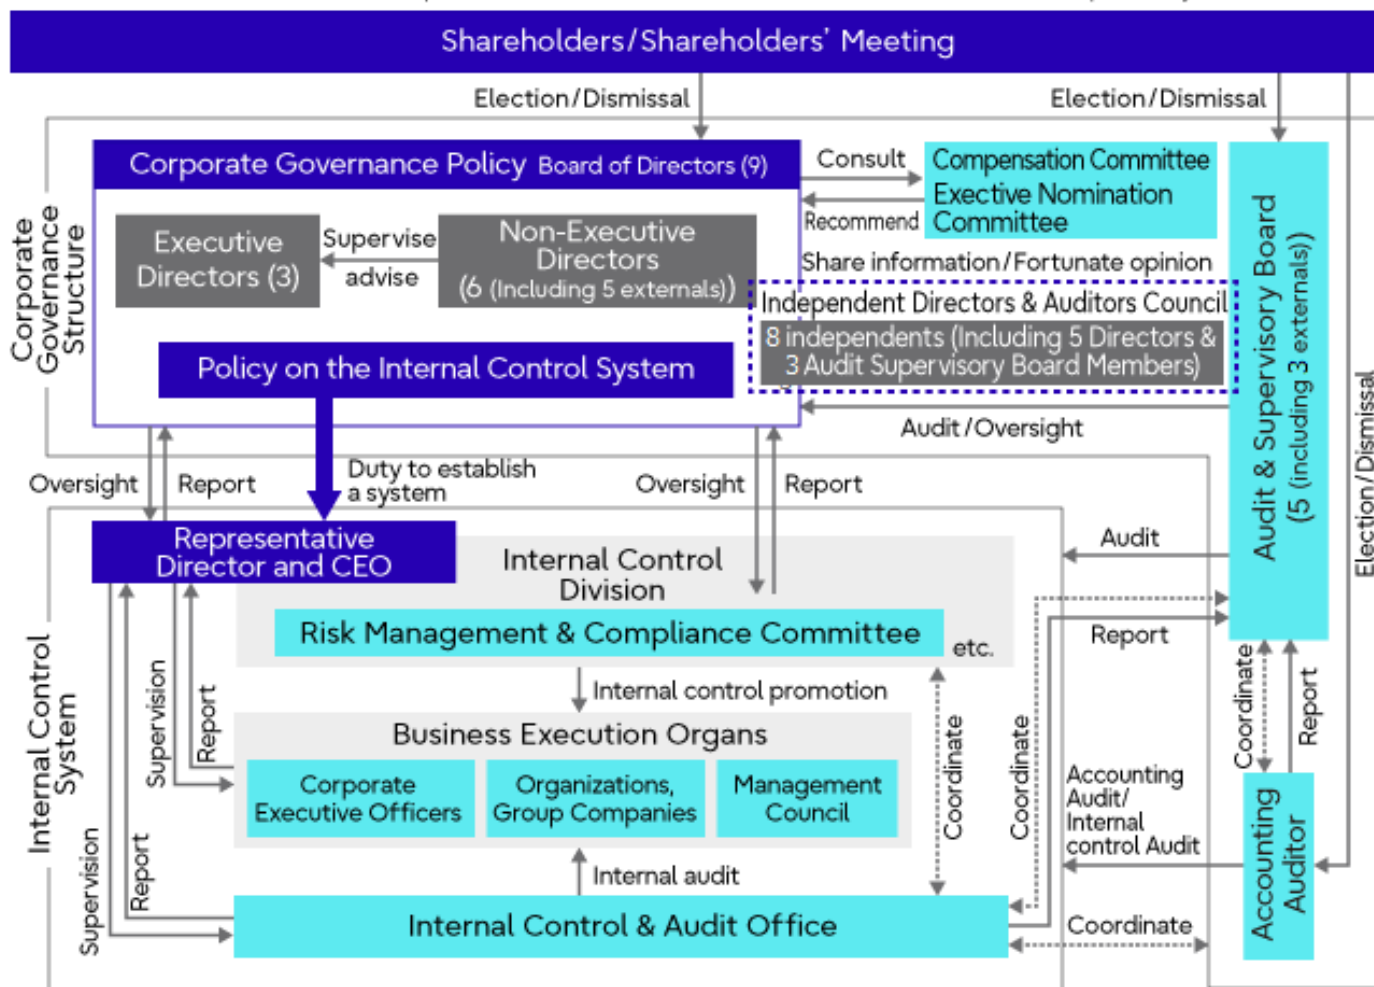 Shareholders/Shareholders' Meeting
Election/Dismissal
Election/Dismissal
Corporate Governance Policy Board of Directors (9)
Consult
Recommend
Compensation Committee
Exective Nomination
Committee
Corporate
Governance
Structure
Executive
Directors (3)
Supervise
advise
Non-Executive
Directors
(6 (Including 5 externals))
Share information/Fortunate opinion
Independent Directors & Auditors Council
8 independents (Including 5 Directors &
3 Audit Supervisory Board Members)
Policy on the Internal Control System
Audit/Oversight
Audit & Supervisory Board
(5 (including 3 externals))
Election/Dismissal
Oversight
Report
Duty to establish
a system
Oversight
Report
Representative
Director and CEO
Internal Control
Division
Risk Management & Compliance Committee
etc.
Audit
Report
Internal Control
System
Supervision
Report
Internal control promotion
Business Execution Organs
Corporate
Executive Officers
Organizations,
Group Companies
Management
Council
Coordinate
Coordinate
Coordinate
Report
Accounting
Audit/
Internal
control Audit
Accounting
Auditor
Supervision
Report
Internal audit
Internal Control & Audit Office
Coordinate